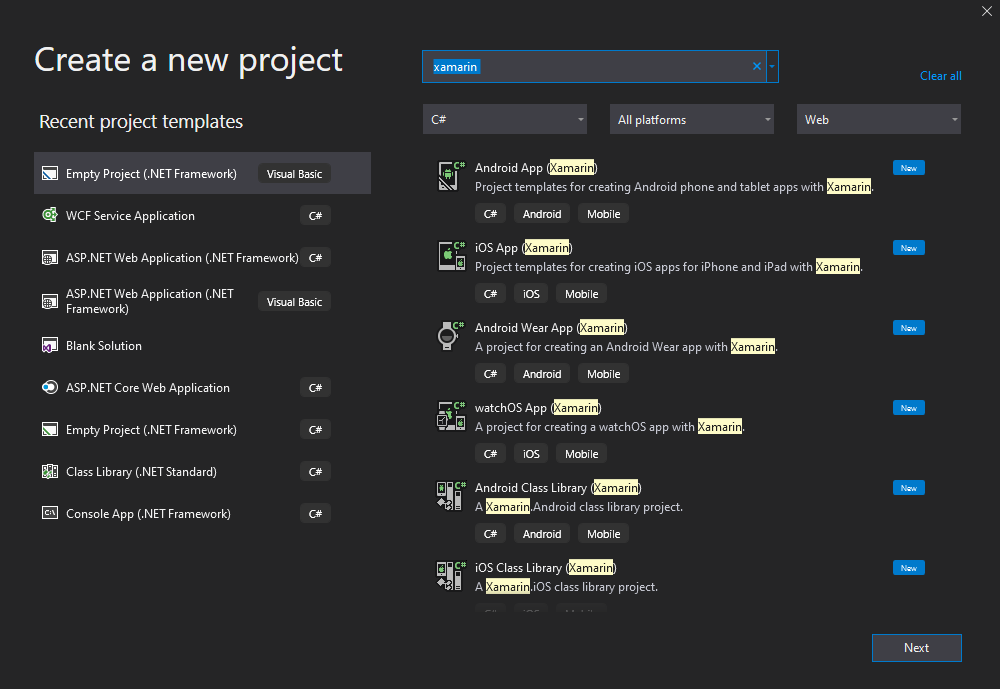 Create a new project
xamarin
Clear all
C#
All platforms
Web
Recent project templates
Empty Project (.NET Framework)
Visual Basic
WCF Service Application
C#
ASP.NET Web Application (.NET Framework)
C#
ASP.NET Web Application (.NET
Framework)
Visual Basic
Blank Solution
ASP.NET Core Web Application
C#
Empty Project (.NET Framework)
C#
Class Library (.NET Standard)
C#
Console App (.NET Framework)
C#
Android App (Xamarin)
New
Project templates for creating Android phone and tablet apps with Xamarin.
C#
Android
Mobile
iOS App (Xamarin)
New
Project templates for creating iOS apps for iPhone and iPad with Xamarin.
C#
iOS
Mobile
Android Wear App (Xamarin)
New
A project for creating an Android Wear app with Xamarin.
C#
Android
Mobile
watchOS App (Xamarin)
New
A project for creating a watchOS app with Xamarin.
C#
iOS
Mobile
Android Class Library (Xamarin)
New
A Xamarin.Android class library project.
C#
Android
Mobile
iOS Class Library (Xamarin)
New
A Xamarin.iOS class library project.
C#
iOS
Mobile
Next